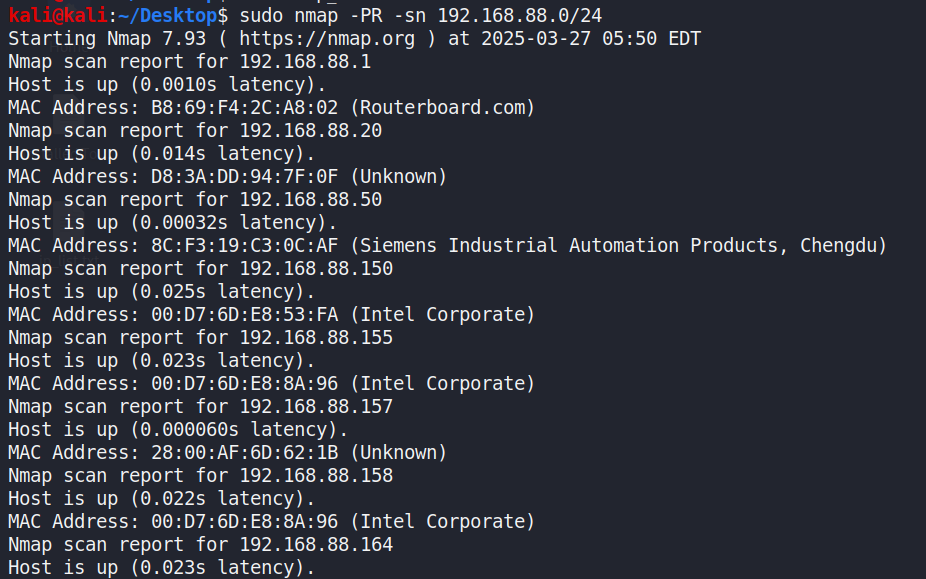 kali@kali:~/Desktop$ sudo nmap -PR -sn 192.168.88.0/24
Starting Nmap 7.93 ( https://nmap.org ) at 2025-03-27 05:50 EDT
Nmap scan report for 192.168.88.1
Host is up (0.0010s latency).
MAC Address: B8:69:F4:2C:A8:02 (Routerboard.com)
Nmap scan report for 192.168.88.20
Host is up (0.014s latency).
MAC Address: D8:3A:DD:94:7F:0F (Unknown)
Nmap scan report for 192.168.88.50
Host is up (0.00032s latency).
MAC Address: 8C:F3:19:C3:0C:AF (Siemens Industrial Automation Products, Chengdu)
Nmap scan report for 192.168.88.150
Host is up (0.025s latency).
MAC Address: 00:D7:6D:E8:53:FA (Intel Corporate)
Nmap scan report for 192.168.88.155
Host is up (0.023s latency).
MAC Address: 00:D7:6D:E8:8A:96 (Intel Corporate)
Nmap scan report for 192.168.88.157
Host is up (0.000060s latency).
MAC Address: 28:00:AF:6D:62:1B (Unknown)
Nmap scan report for 192.168.88.158
Host is up (0.022s latency).
MAC Address: 00:D7:6D:E8:8A:96 (Intel Corporate)
Nmap scan report for 192.168.88.164
Host is up (0.023s latency).